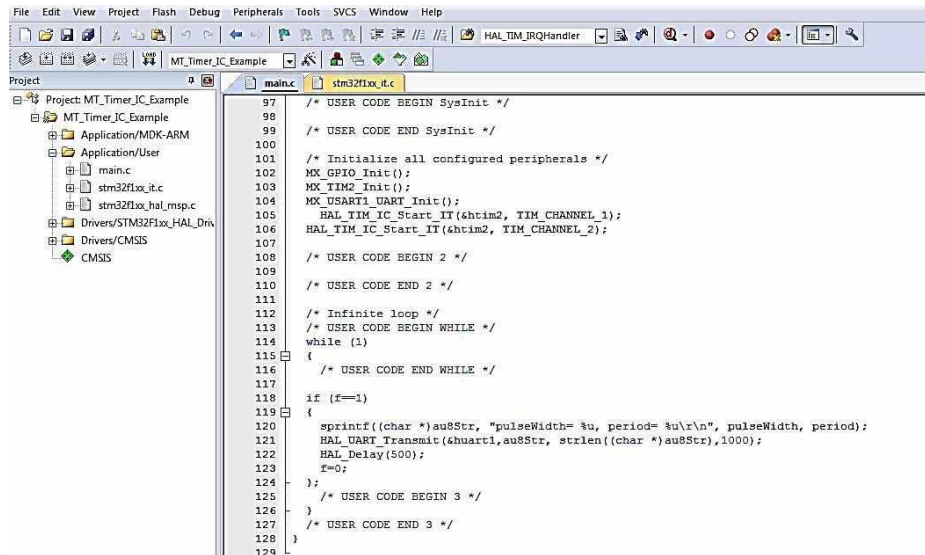 File Edit View Project Flash Debug Peripherals Tools SVCS Window Help
HAL_TIM_IRQHandler
LOAD MT_Timer_IC_Example
Project
main.c stm32f1xx_it.c
Project: MT_Timer_IC_Example
MT_Timer_IC_Example
Application/MDK-ARM
Application/User
main.c
stm32f1xx_it.c
stm32f1xx_hal_msp.c
Drivers/STM32F1xx_HAL_Driv
Drivers/CMSIS
CMSIS
97 /* USER CODE BEGIN SysInit */
98
99 /* USER CODE END SysInit */
100
101 /* Initialize all configured peripherals */
102 MX_GPIO_Init();
103 MX_TIM2_Init();
104 MX_USART1_UART_Init();
105 HAL_TIM_IC_Start_IT(&htim2, TIM_CHANNEL_1);
106 HAL_TIM_IC_Start_IT(&htim2, TIM_CHANNEL_2);
107
108 /* USER CODE BEGIN 2 */
109
110 /* USER CODE END 2 */
111
112 /* Infinite loop */
113 /* USER CODE BEGIN WHILE */
114 while (1)
115 {
116 /* USER CODE END WHILE */
117
118 if (f==1)
119 {
120 sprintf((char *)au8Str, "pulseWidth= %u, period= %u\r\n", pulseWidth, period);
121 HAL_UART_Transmit(&huart1,au8Str, strlen((char *)au8Str),1000);
122 HAL_Delay(500);
123 f=0;
124 };
125 /* USER CODE BEGIN 3 */
126 }
127 /* USER CODE END 3 */
128 }
129